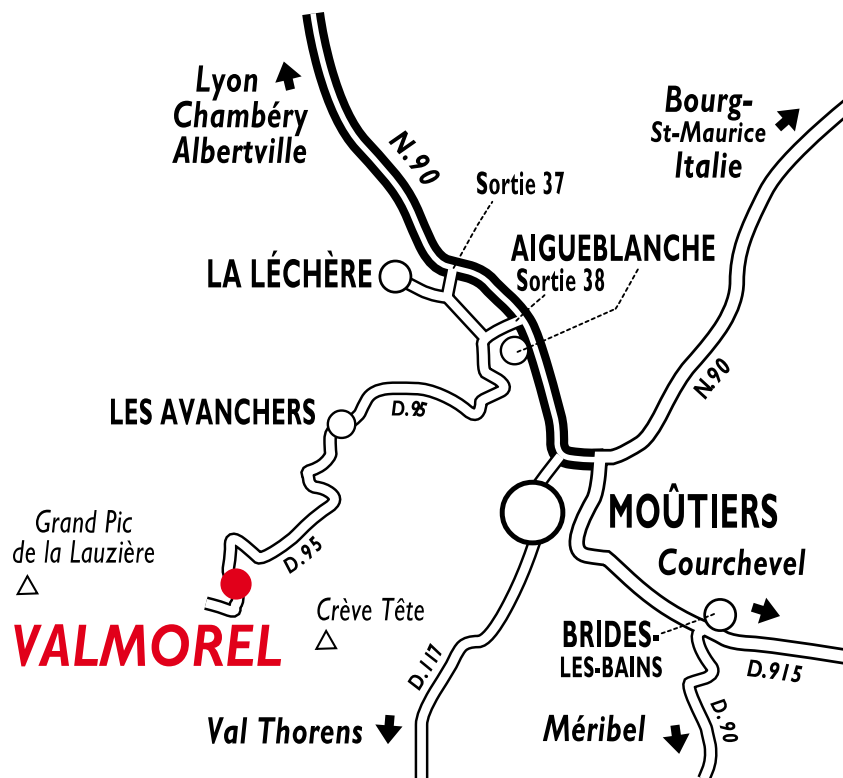 Lyon
Chambéry
Albertville
N.90
Bourg-
St-Maurice
Italie
Sortie 37
AIGUEBLANCHE
LA LÉCHÈRE
Sortie 38
N.90
D.95
LES AVANCHERS
MOÛTIERS
Grand Pic
de la Lauzière
D.95
Courchevel
Crève Tête
VALMOREL
BRIDES-
LES-BAINS
D.117
D.915
Val Thorens
Méribel
D.90